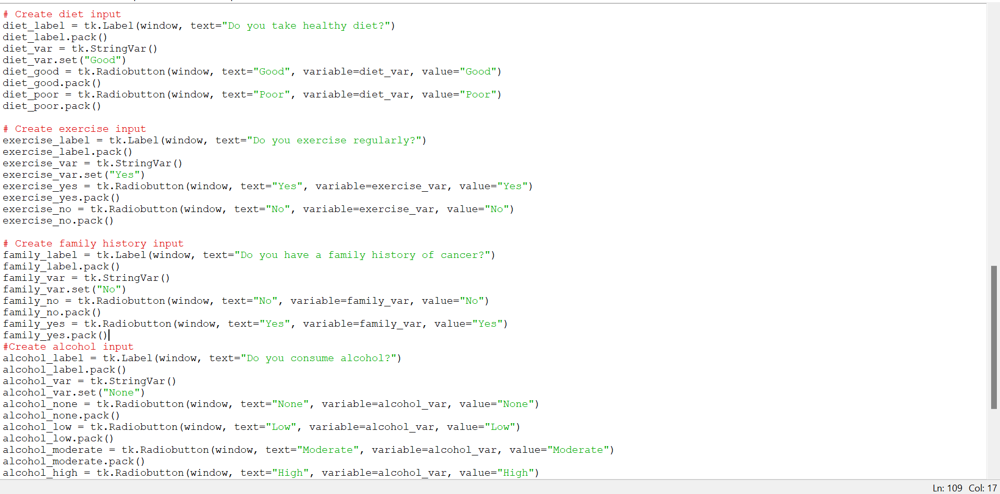 # Create diet input
diet_label = tk.Label(window, text="Do you take healthy diet?")
diet_label.pack()
diet_var = tk.StringVar()
diet_var.set("Good")
diet_good = tk.Radiobutton(window, text="Good", variable=diet_var, value="Good")
diet_good.pack()
diet_poor = tk.Radiobutton(window, text="Poor", variable=diet_var, value="Poor")
diet_poor.pack()
# Create exercise input
exercise_label = tk.Label(window, text="Do you exercise regularly?")
exercise_label.pack()
exercise_var = tk.StringVar()
exercise_var.set("Yes")
exercise_yes = tk.Radiobutton(window, text="Yes", variable=exercise_var, value="Yes")
exercise_yes.pack()
exercise_no = tk.Radiobutton(window, text="No", variable=exercise_var, value="No")
exercise_no.pack()
# Create family history input
family_label = tk.Label(window, text="Do you have a family history of cancer?")
family_label.pack()
family_var = tk.StringVar()
family_var.set("No")
family_no = tk.Radiobutton(window, text="No", variable=family_var, value="No")
family_no.pack()
family_yes = tk.Radiobutton(window, text="Yes", variable=family_var, value="Yes")
family_yes.pack()
#Create alcohol input
alcohol_label = tk.Label(window, text="Do you consume alcohol?")
alcohol_label.pack()
alcohol_var = tk.StringVar()
alcohol_var.set("None")
alcohol_none = tk.Radiobutton(window, text="None", variable=alcohol_var, value="None")
alcohol_none.pack()
alcohol_low = tk.Radiobutton(window, text="Low", variable=alcohol_var, value="Low")
alcohol_low.pack()
alcohol_moderate = tk.Radiobutton(window, text="Moderate", variable=alcohol_var, value="Moderate")
alcohol_moderate.pack()
alcohol_high = tk.Radiobutton(window, text="High", variable=alcohol_var, value="High")
Ln: 109 Col: 17